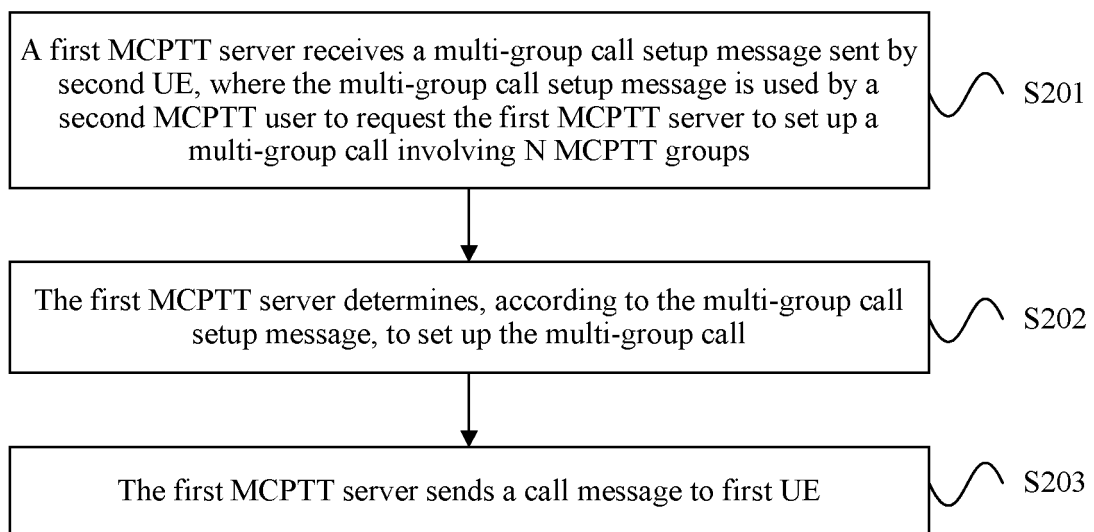 A first MCPTT server receives a multi-group call setup message sent by
second UE, where the multi-group call setup message is used by a
second MCPTT user to request the first MCPTT server to set up a
multi-group call involving N MCPTT groups
S201
The first MCPTT server determines, according to the multi-group call
setup message, to set up the multi-group call
S202
The first MCPTT server sends a call message to first UE
S203